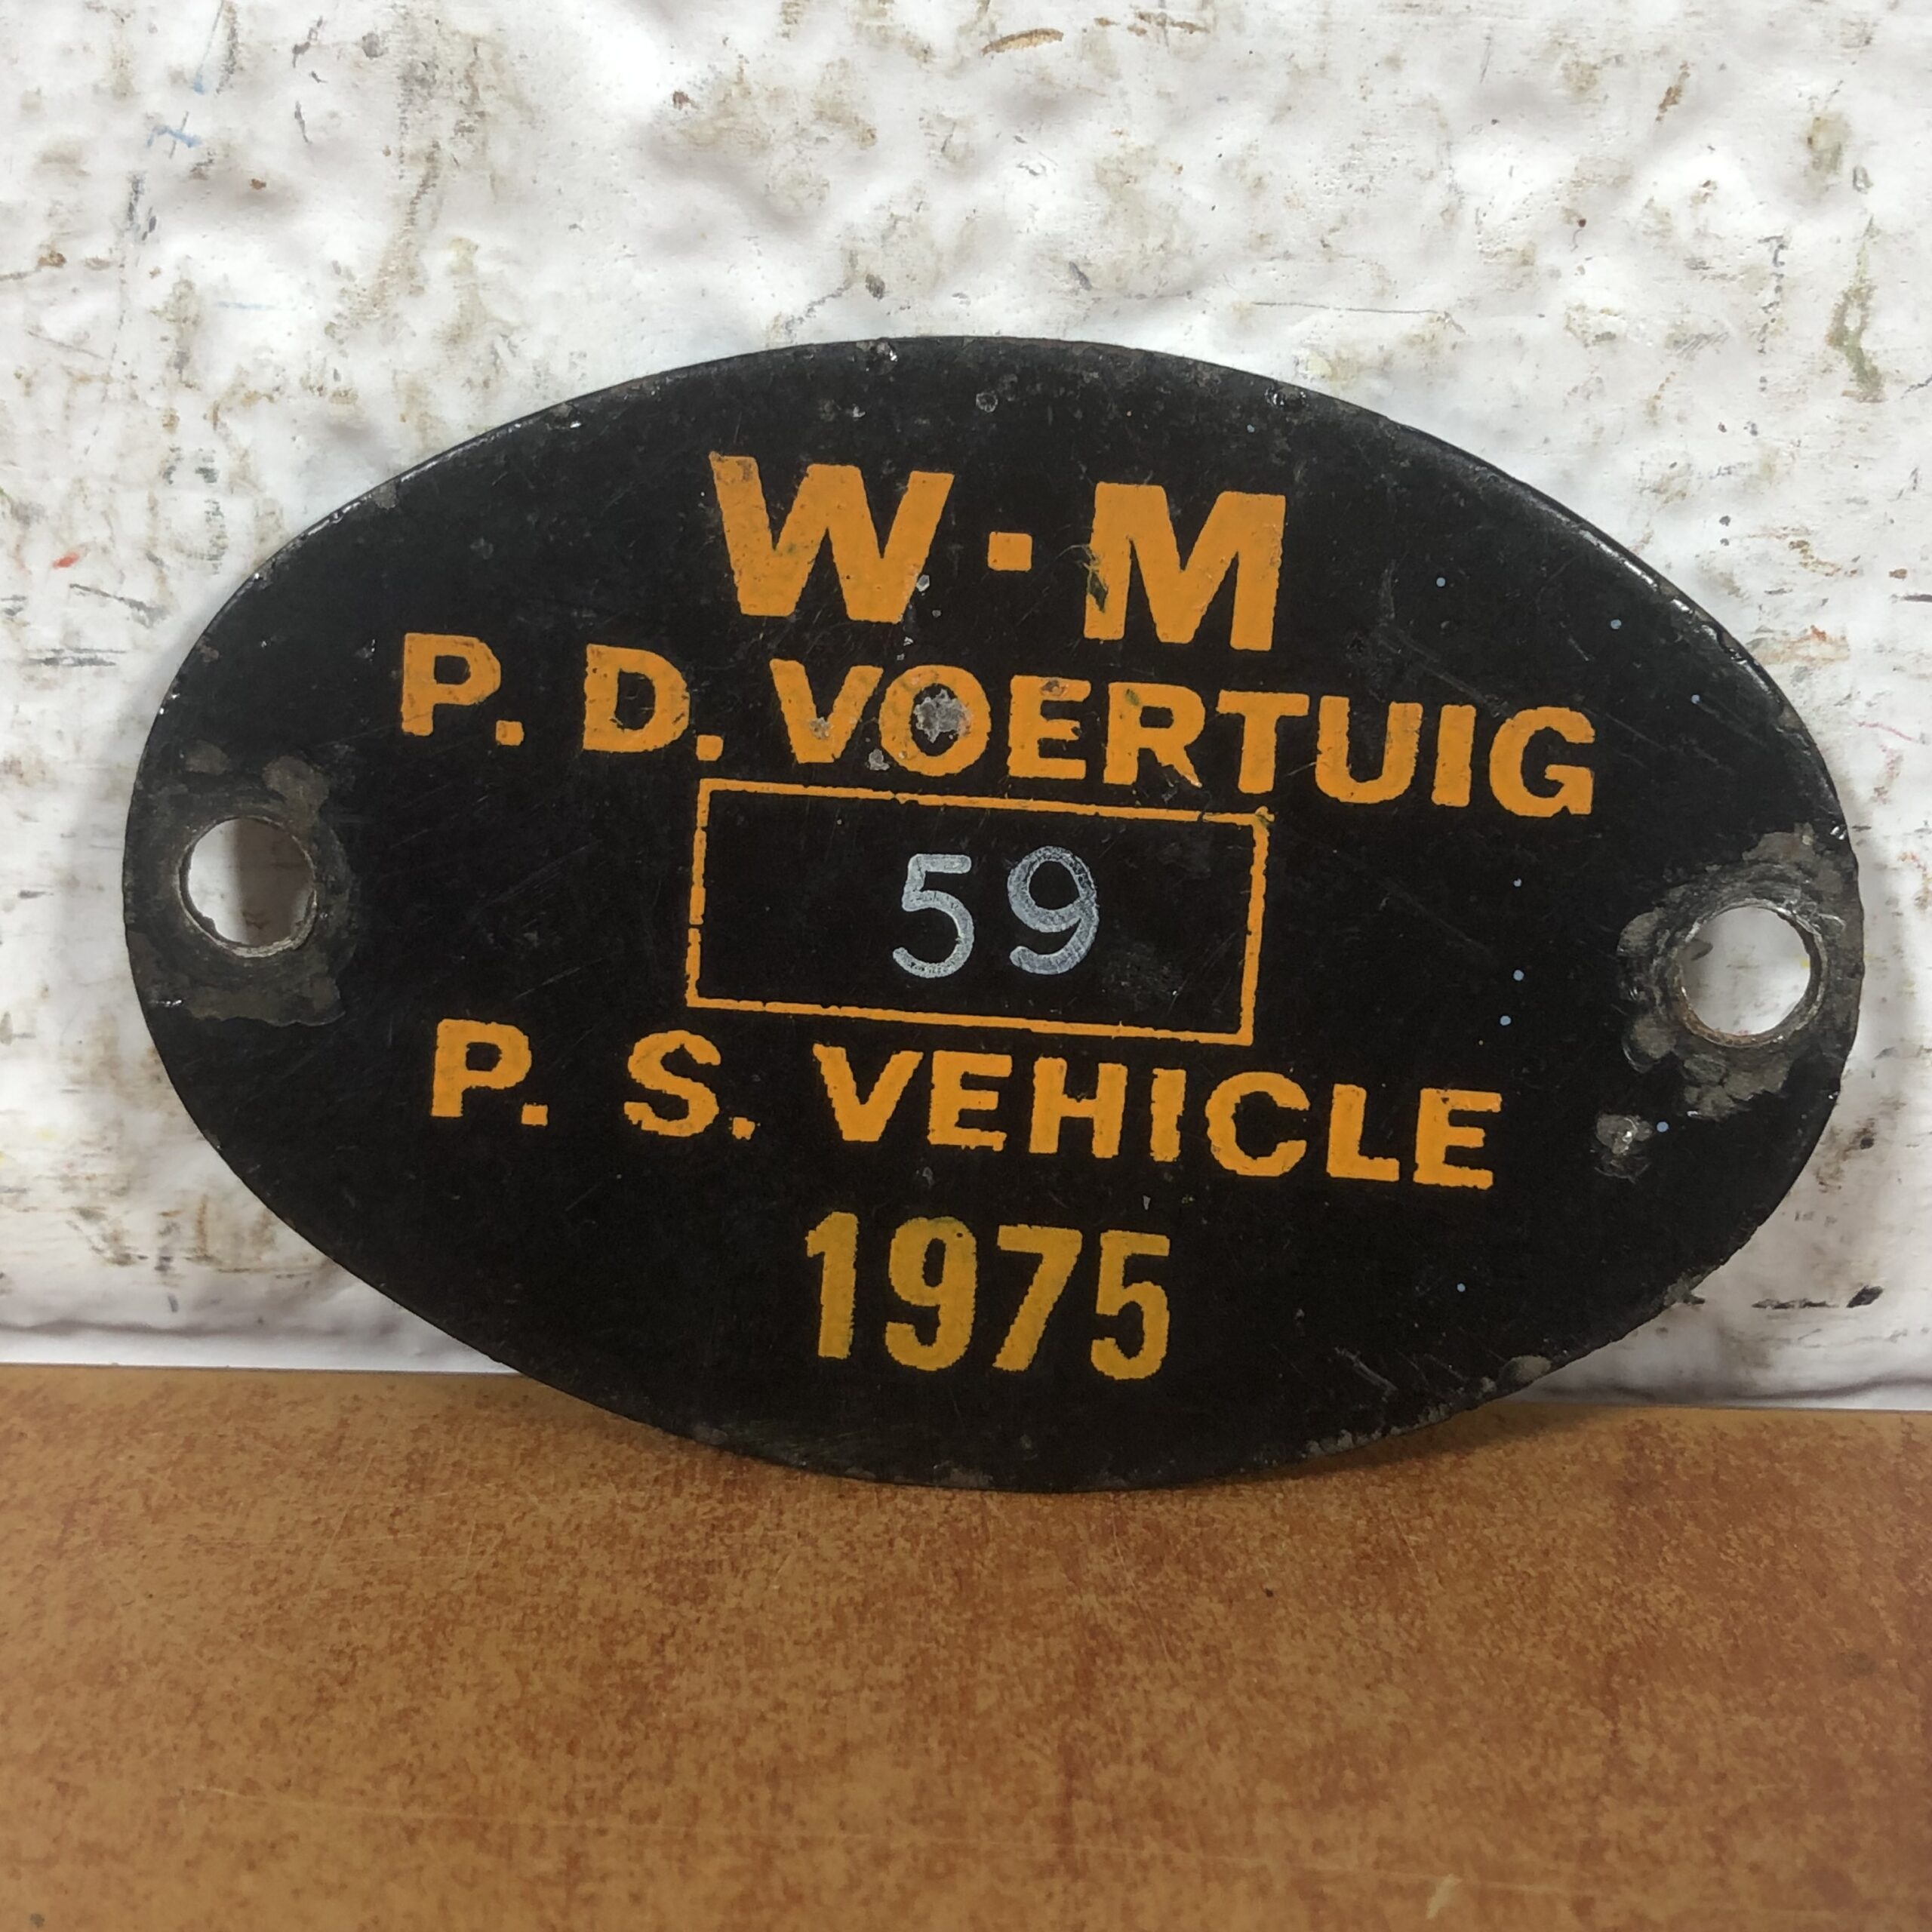 W·M
P. D. VOERTUIG
59
P. S. VEHICLE
1975